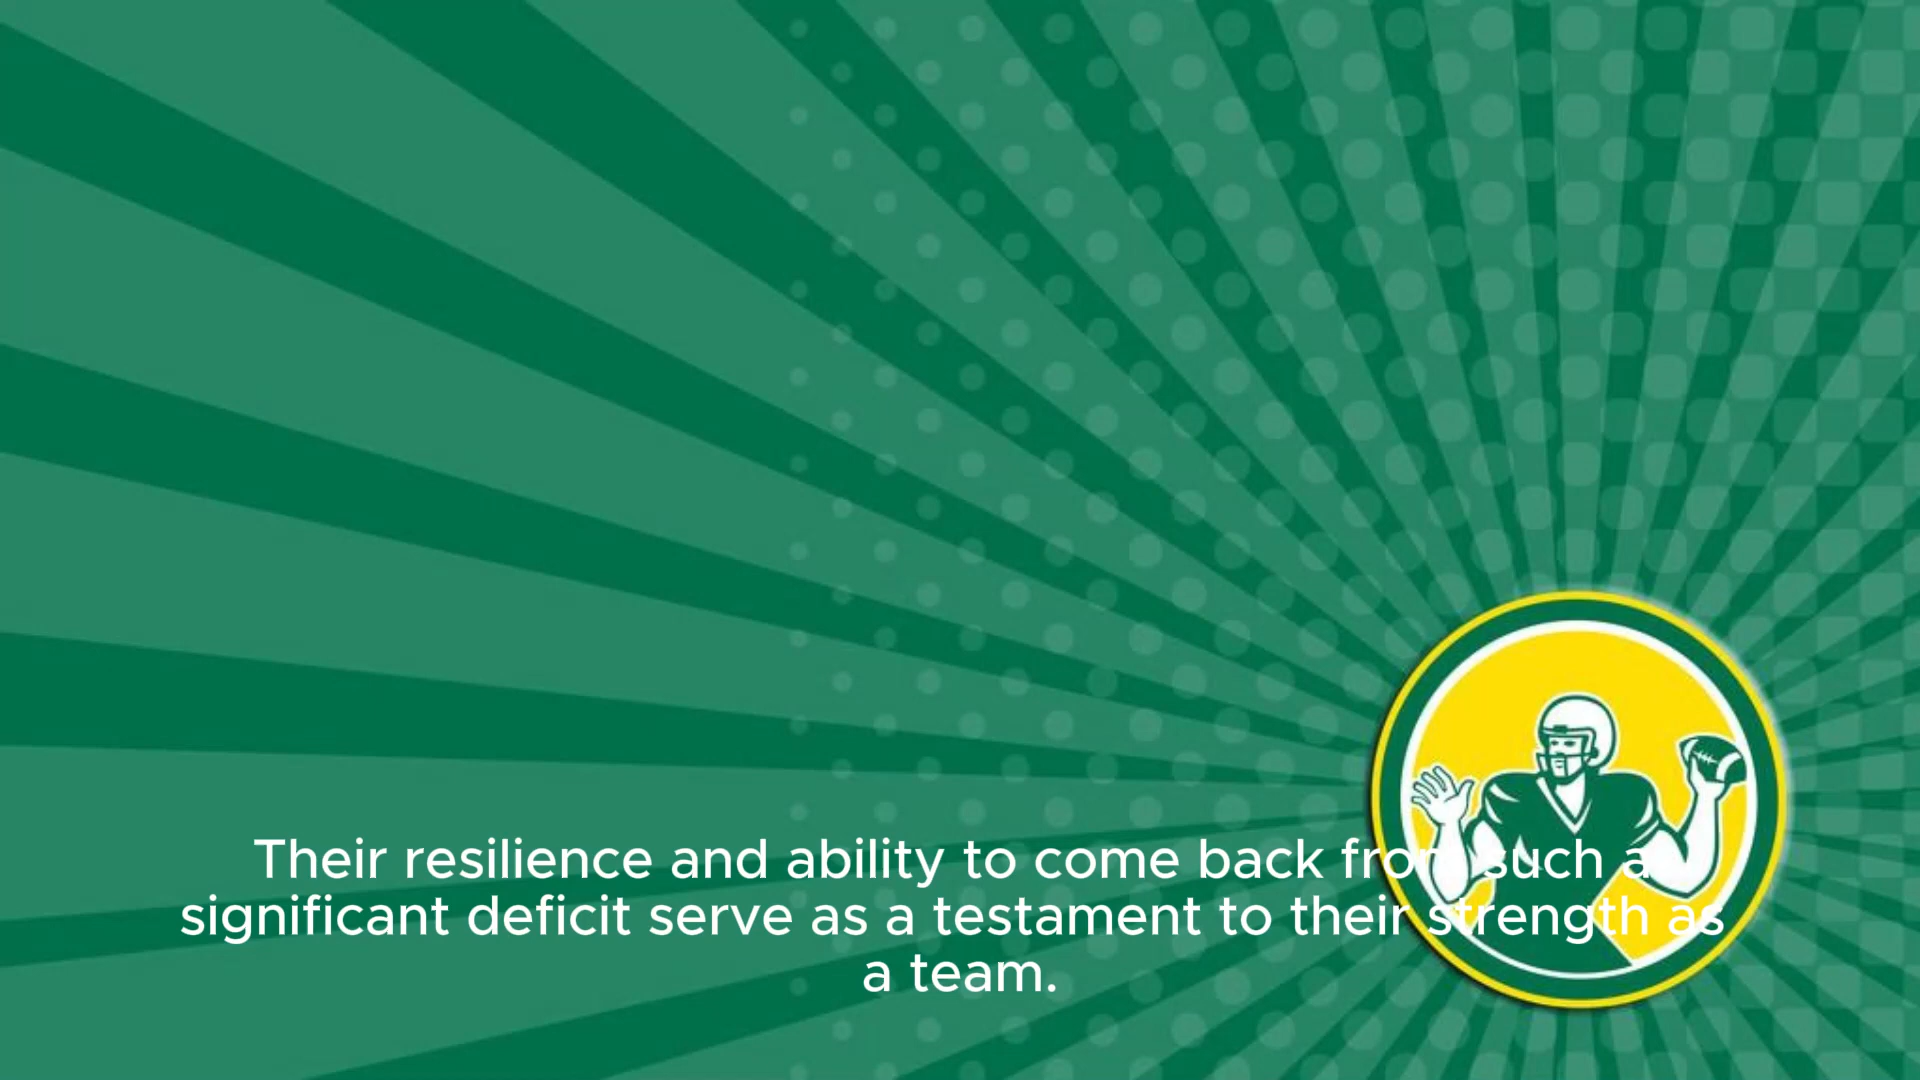 Their resilience and ability to come back from such a
significant deficit serve as a testament to their strength as
a team.